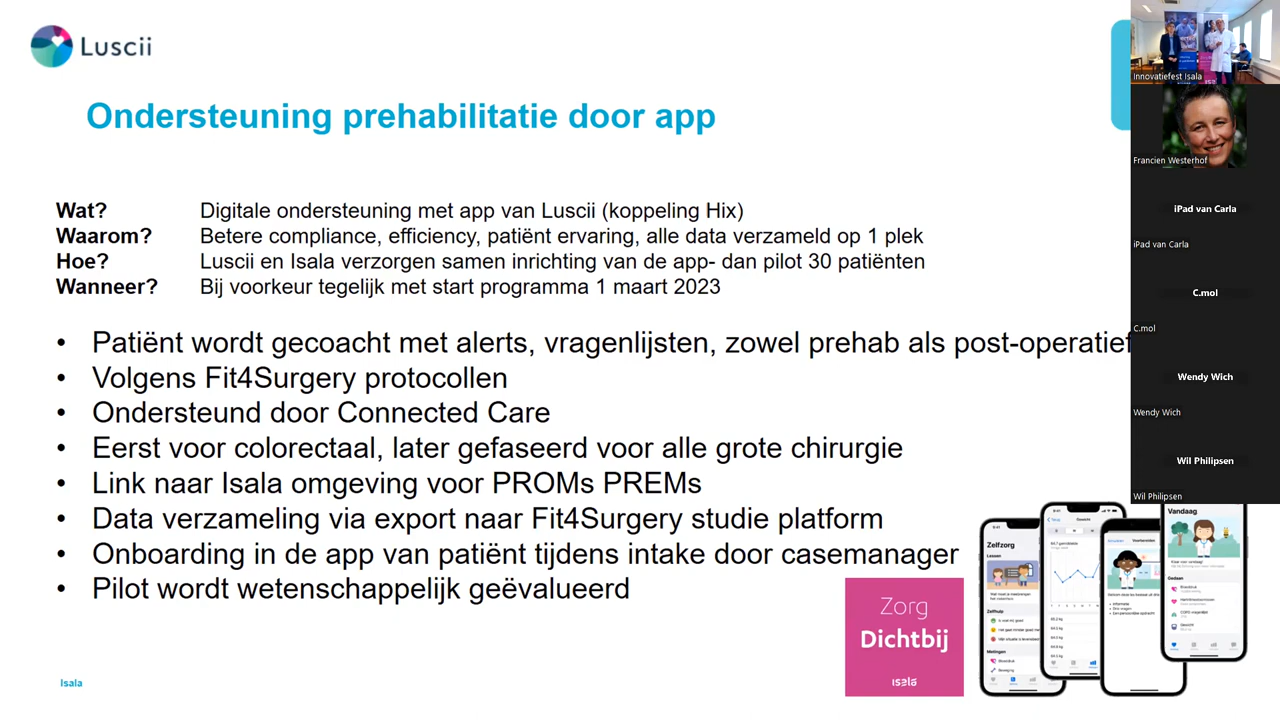 Luscii
Ondersteuning prehabilitatie door app
Wat? Digitale ondersteuning met app van Luscii (koppeling Hix)
Waarom? Betere compliance, efficiency, patiënt ervaring, alle data verzameld op 1 plek
Hoe? Luscii en Isala verzorgen samen inrichting van de app- dan pilot 30 patiënten
Wanneer? Bij voorkeur tegelijk met start programma 1 maart 2023
• Patiënt wordt gecoacht met alerts, vragenlijsten, zowel prehab als post-operatief
• Volgens Fit4Surgery protocollen
• Ondersteund door Connected Care
• Eerst voor colorectaal, later gefaseerd voor alle grote chirurgie
• Link naar Isala omgeving voor PROMs PREMs
• Data verzameling via export naar Fit4Surgery studie platform
• Onboarding in de app van patiënt tijdens intake door casemanager
• Pilot wordt wetenschappelijk geëvalueerd
Isala
Zorg
Dichtbij
isala
Zelfzorg
Lessen
Zelfhulp
Metingen
Vandaag
Gedaan
Innovatiefest Isala
Francien Westerhof
iPad van Carla
iPad van Carla
C.mol
C.mol
Wendy Wich
Wendy Wich
Wil Philipsen
Wil Philipsen